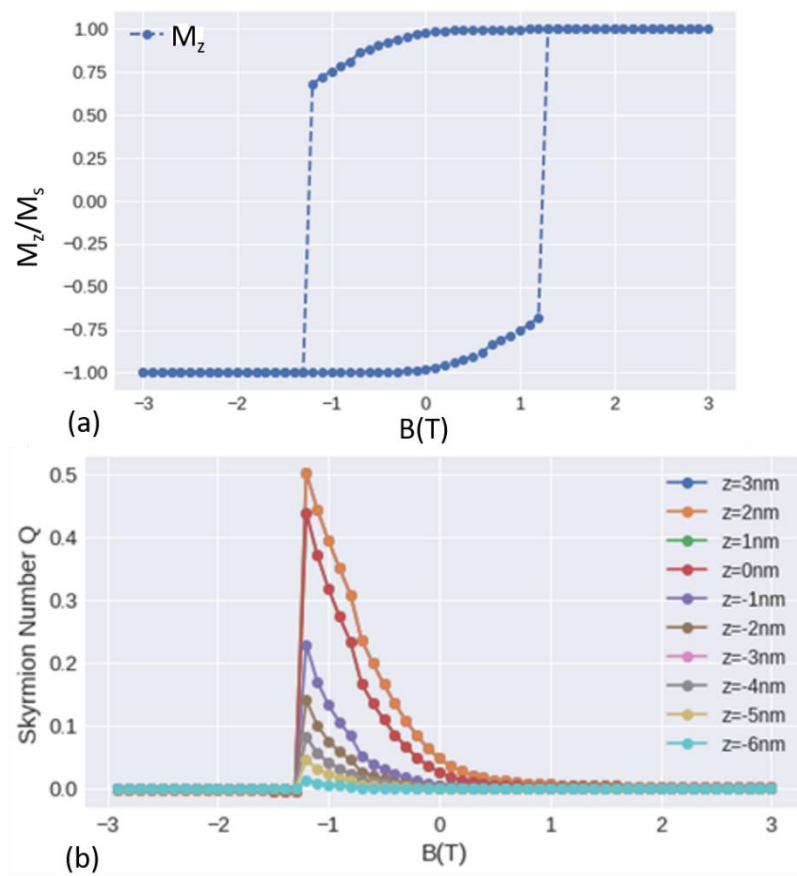 1.00
0.75
0.50
0.25
0.00
−0.25
−0.50
−0.75
−1.00
M_z
M_z/M_s
−3 −2 −1 0 1 2 3
(a)
B(T)
0.5
0.4
0.3
0.2
0.1
0.0
Skyrmion Number Q
z=3nm
z=2nm
z=1nm
z=0nm
z=-1nm
z=-2nm
z=-3nm
z=-4nm
z=-5nm
z=-6nm
−3 −2 −1 0 1 2 3
(b)
B(T)